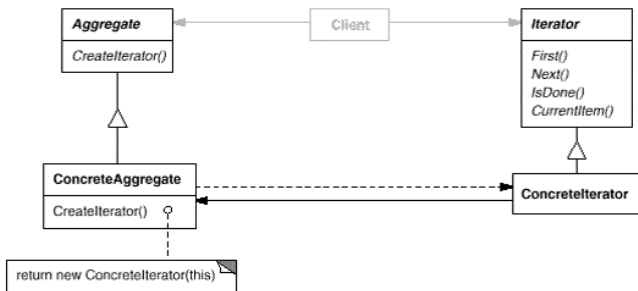 Aggregate
CreateIterator()
Client
Iterator
First()
Next()
IsDone()
CurrentItem()
ConcreteAggregate
CreateIterator()
ConcreteIterator
return new ConcreteIterator(this)